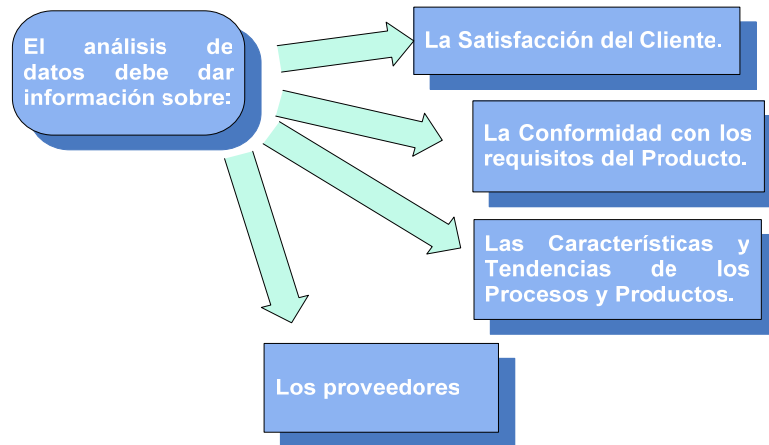 El análisis de
datos debe dar
información sobre:
La Satisfacción del Cliente.
La Conformidad con los
requisitos del Producto.
Las Características y
Tendencias de los
Procesos y Productos.
Los proveedores